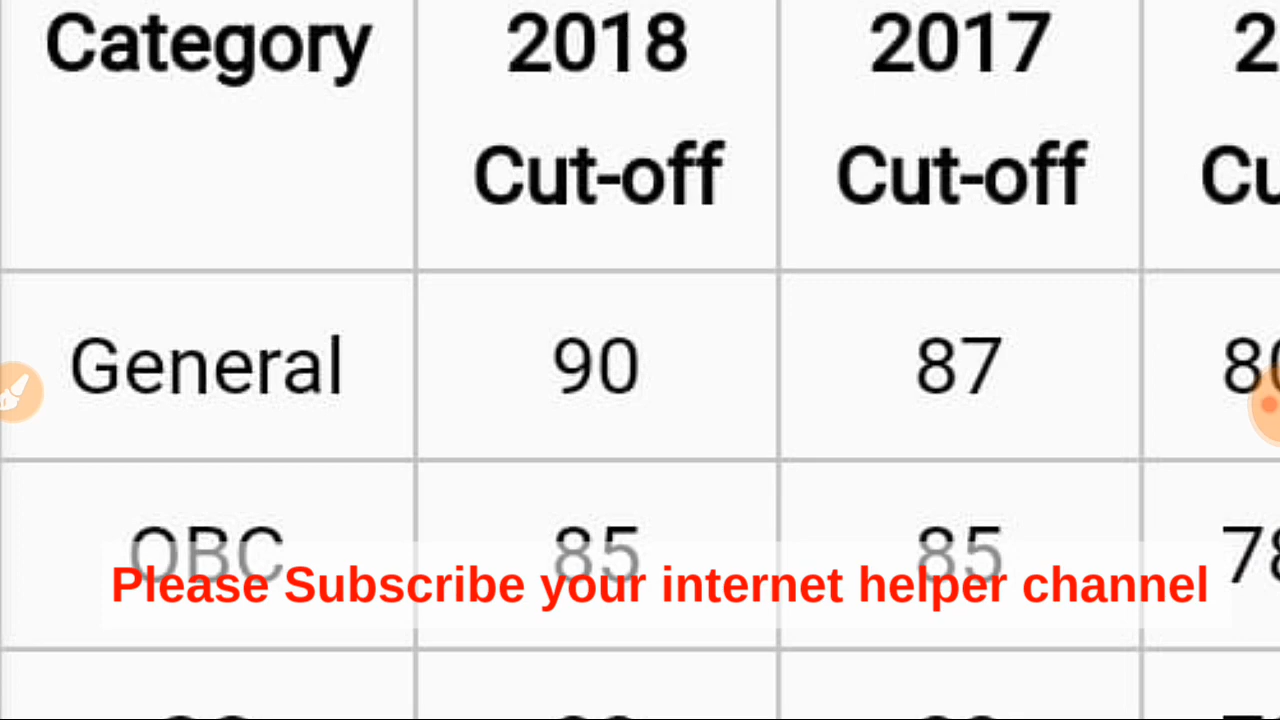 Category 2018 2017
Cut-off Cut-off
General 90 87
OBC 85 85
Please Subscribe your internet helper channel